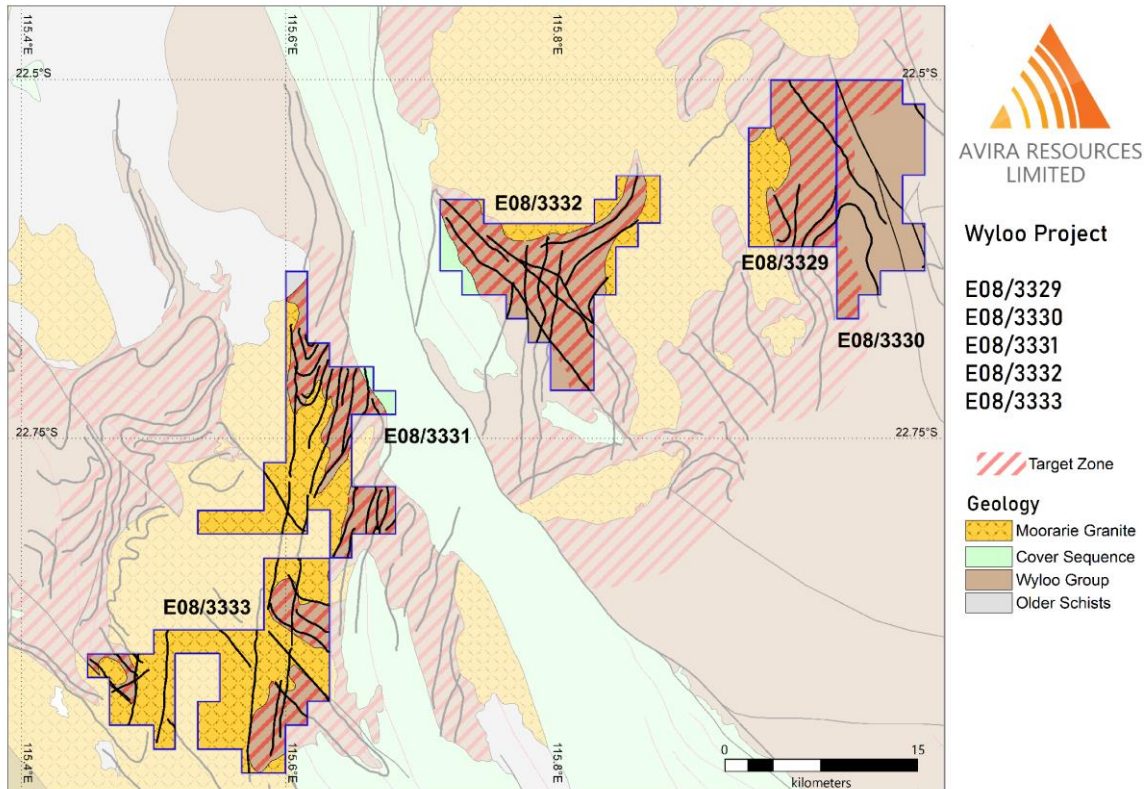 115.4°E
115.6°E
115.8°E
22.5°S
22.5°S
E08/3332
E08/3329
E08/3330
E08/3331
22.75°S
22.75°S
E08/3333
115.4°E
115.6°E
115.8°E
0
15
kilometers
AVIRA RESOURCES
LIMITED
Wyloo Project
E08/3329
E08/3330
E08/3331
E08/3332
E08/3333
Target Zone
Geology
Moorarie Granite
Cover Sequence
Wyloo Group
Older Schists